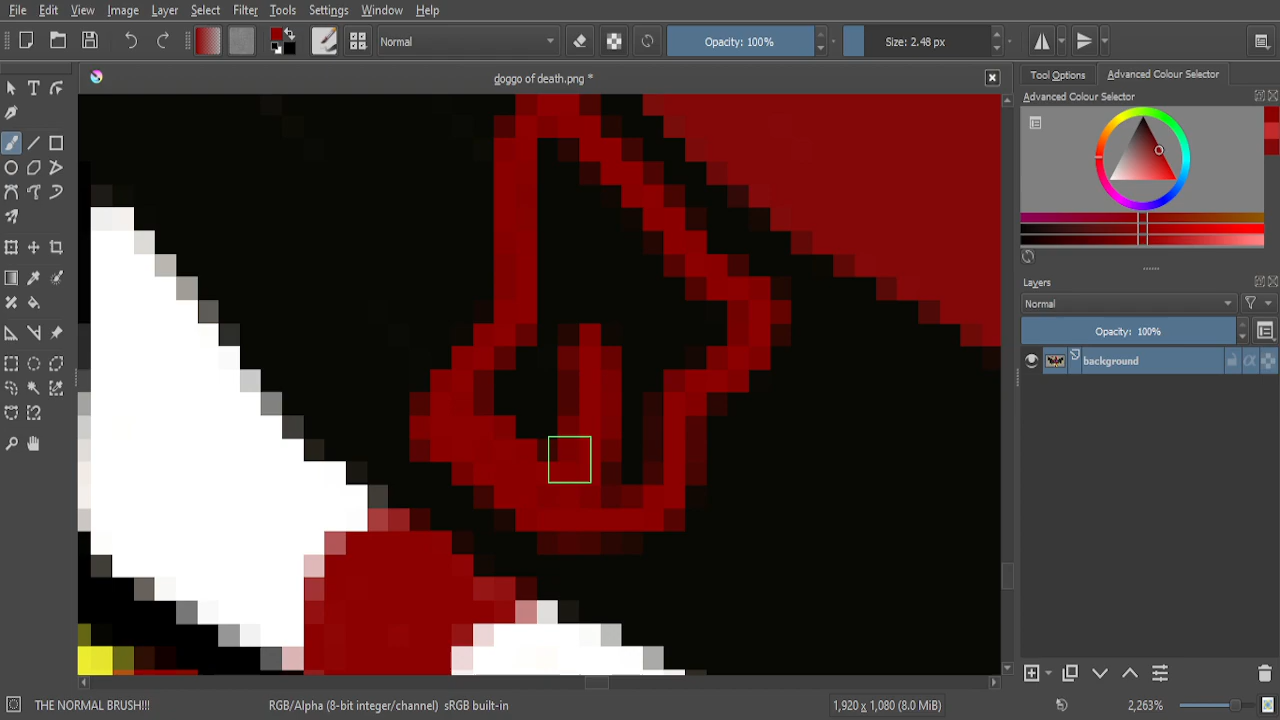 File Edit View Image Layer Select Filter Tools Settings Window Help
Normal Opacity: 100% Size: 2.48 px
doggo of death.png *
Tool Options Advanced Colour Selector
Advanced Colour Selector
Layers
Normal
Opacity: 100%
background
THE NORMAL BRUSH!!! RGB/Alpha (8-bit integer/channel) sRGB built-in 1,920 x 1,080 (8.0 MiB) 2,263%